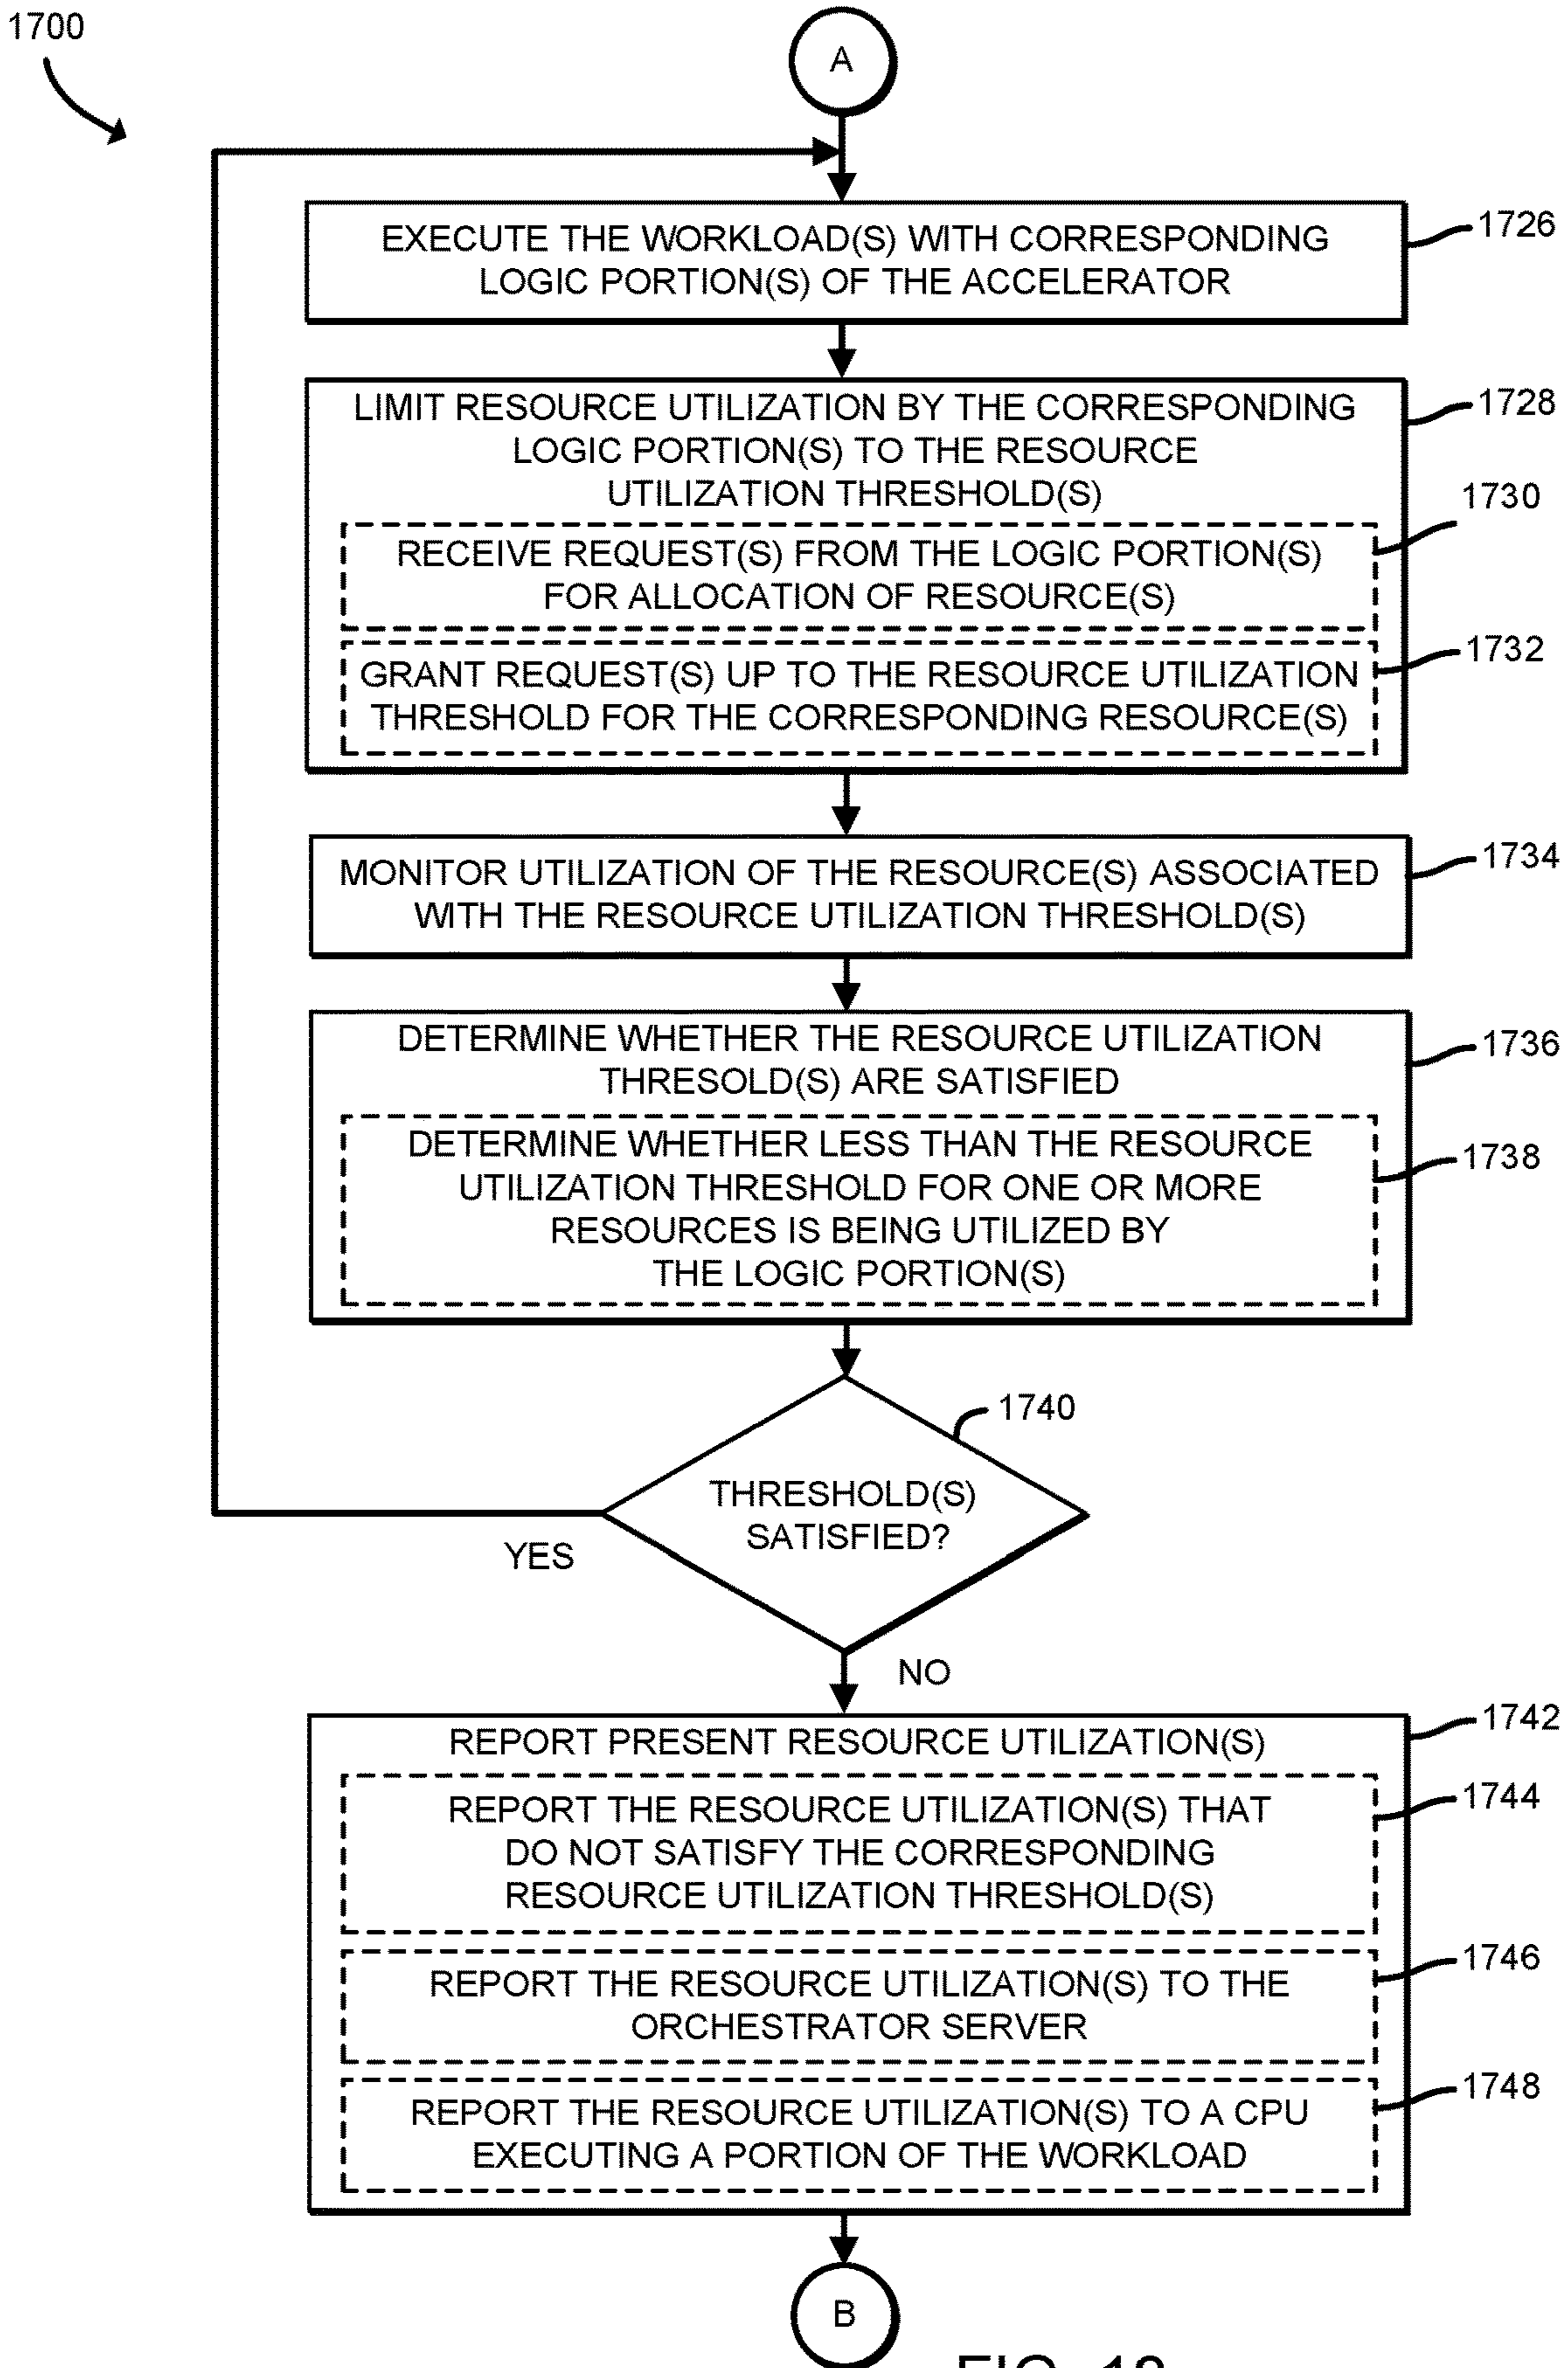 1700
A
EXECUTE THE WORKLOAD(S) WITH CORRESPONDING
LOGIC PORTION(S) OF THE ACCELERATOR
1726
LIMIT RESOURCE UTILIZATION BY THE CORRESPONDING
LOGIC PORTION(S) TO THE RESOURCE
UTILIZATION THRESHOLD(S)
1728
RECEIVE REQUEST(S) FROM THE LOGIC PORTION(S)
FOR ALLOCATION OF RESOURCE(S)
1730
GRANT REQUEST(S) UP TO THE RESOURCE UTILIZATION
THRESHOLD FOR THE CORRESPONDING RESOURCE(S)
1732
MONITOR UTILIZATION OF THE RESOURCE(S) ASSOCIATED
WITH THE RESOURCE UTILIZATION THRESHOLD(S)
1734
DETERMINE WHETHER THE RESOURCE UTILIZATION
THRESOLD(S) ARE SATISFIED
1736
DETERMINE WHETHER LESS THAN THE RESOURCE
UTILIZATION THRESHOLD FOR ONE OR MORE
RESOURCES IS BEING UTILIZED BY
THE LOGIC PORTION(S)
1738
1740
THRESHOLD(S)
SATISFIED?
YES
NO
REPORT PRESENT RESOURCE UTILIZATION(S)
1742
REPORT THE RESOURCE UTILIZATION(S) THAT
DO NOT SATISFY THE CORRESPONDING
RESOURCE UTILIZATION THRESHOLD(S)
1744
REPORT THE RESOURCE UTILIZATION(S) TO THE
ORCHESTRATOR SERVER
1746
REPORT THE RESOURCE UTILIZATION(S) TO A CPU
EXECUTING A PORTION OF THE WORKLOAD
1748
B